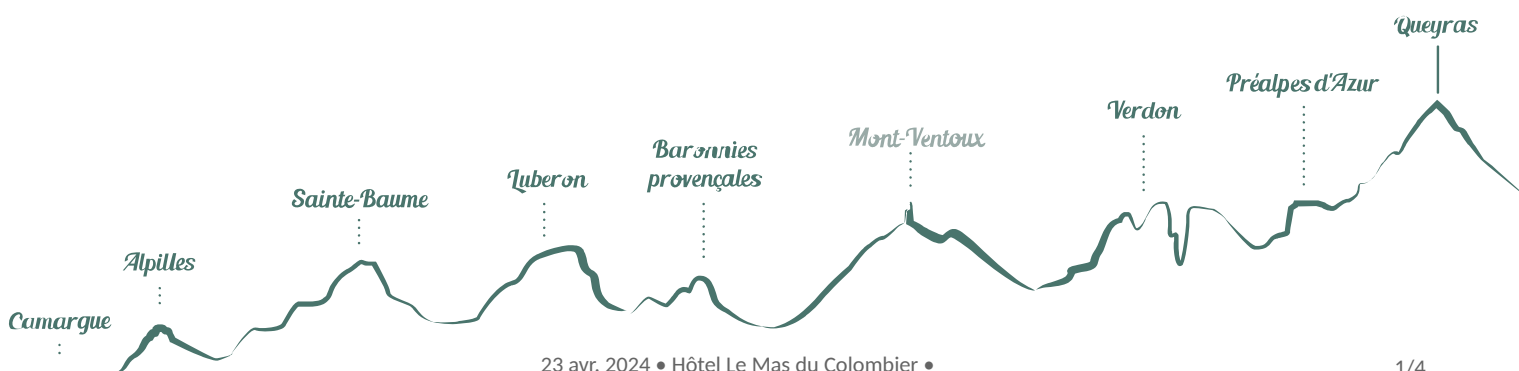 Camargue
Alpilles
Sainte-Baume
Luberon
Baronnies
provençales
Mont-Ventoux
Verdon
Préalpes d'Azur
Queyras
23 avr. 2024 • Hôtel Le Mas du Colombier •
1/4